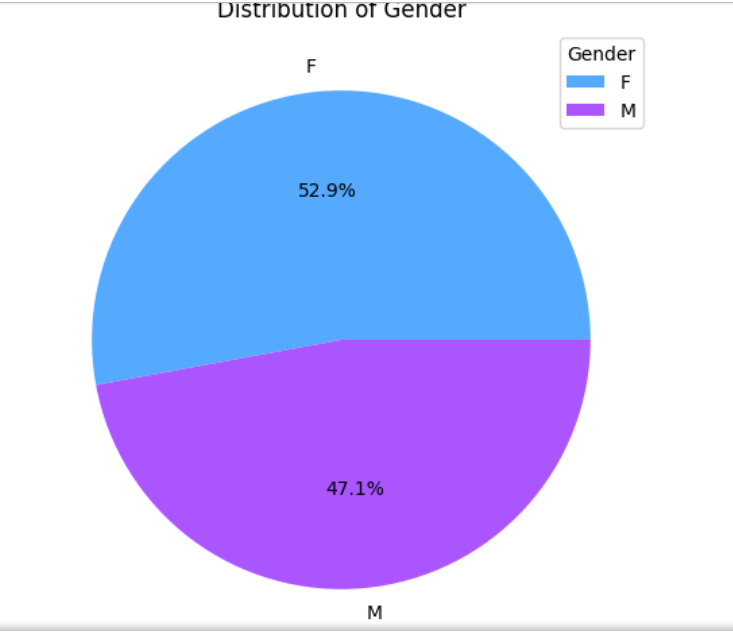 Distribution of Gender
F
Gender
F
M
52.9%
47.1%
M